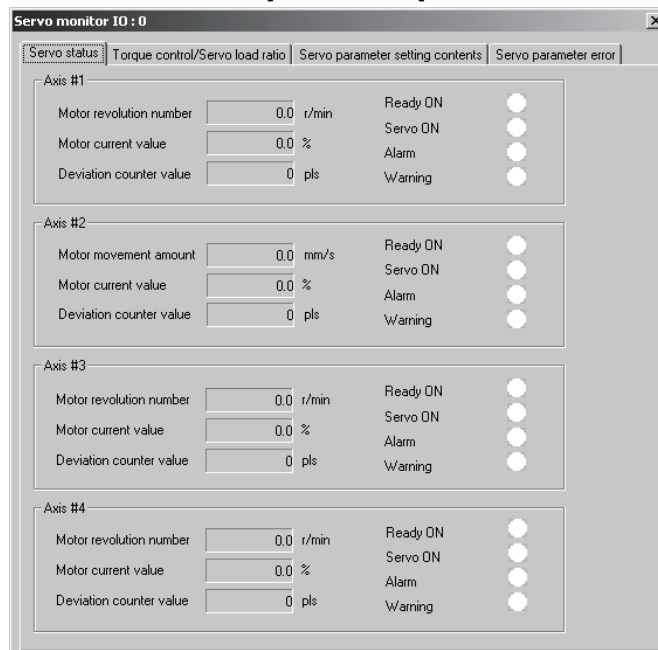 Servo monitor IO : 0
Servo status Torque control/Servo load ratio Servo parameter setting contents Servo parameter error
Axis #1
Motor revolution number 0.0 r/min
Motor current value 0.0 %
Deviation counter value 0 pls
Ready ON
Servo ON
Alarm
Warning
Axis #2
Motor movement amount 0.0 mm/s
Motor current value 0.0 %
Deviation counter value 0 pls
Ready ON
Servo ON
Alarm
Warning
Axis #3
Motor revolution number 0.0 r/min
Motor current value 0.0 %
Deviation counter value 0 pls
Ready ON
Servo ON
Alarm
Warning
Axis #4
Motor revolution number 0.0 r/min
Motor current value 0.0 %
Deviation counter value 0 pls
Ready ON
Servo ON
Alarm
Warning